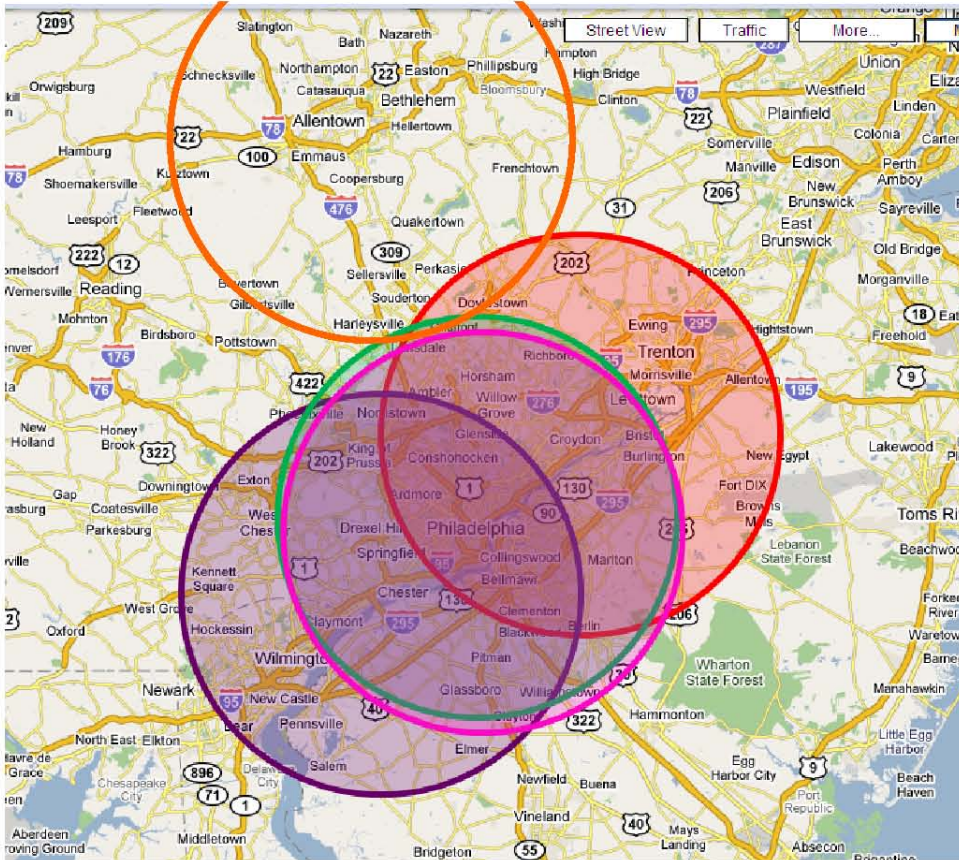 209
Slatington
Nazareth
Bath
Street View
Traffic
More...
287
Union
Orwigsburg
Schnecksville
Northampton
22
Easton
Phillipsburg
Hampton
High Bridge
Catasauqua
Bethlehem
Bloomsbury
Clinton
78
Westfield
Linden
Allentown
Hellertown
22
Plainfield
Colonia
78
22
Hamburg
Emmaus
Somerville
Edison
Perth
Amboy
100
Kutztown
Coopersburg
Frenchtown
Manville
206
New
Brunswick
78
Shoemakersville
Fleetwood
476
31
Sayreville
Leesport
Quakertown
East
Brunswick
222
12
309
202
Old Bridge
Sellersville
Perkasie
Princeton
Wernersville
Reading
Boyertown
Souderton
Morganville
Gilbertsville
Doylestown
Mohnton
Harleysville
Ewing
295
Hightstown
18
Birdsboro
Pottstown
Richboro
Trenton
Freehold
176
Horsham
Morrisville
Allentown
9
76
422
Ambler
Willow
Grove
276
Levittown
195
Phoenixville
Norristown
New
Holland
Honey
Brook
322
Glenside
Croydon
Bristol
Burlington
New Egypt
Lakewood
202
King of
Prussia
Conshohocken
Gap
Downingtown
Exton
1
130
Fort DIX
Coatesville
Ardmore
295
Browns
Mills
Parkesburg
West
Chester
90
Drexel Hill
Philadelphia
Lebanon
State Forest
Springfield
95
Collingswood
Marlton
Beachwood
Kennett
Square
1
Bellmawr
Chester
130
West Grove
Clementon
206
Oxford
Hockessin
Claymont
295
Blackwood
Berlin
Wilmington
Pitman
Wharton
State Forest
Newark
95
New Castle
Glassboro
30
Williamstown
Manahawkin
40
Bear
Pennsville
Clayton
322
Hammonton
North East
Elkton
Elmer
Little Egg
Harbor
896
Salem
Egg
Harbor City
9
Beach
Haven
Chesapeake
City
71
1
Newfield
Buena
Port
Republic
Vineland
40
Mays
Landing
Aberdeen
Middletown
Bridgeton
55
Absecon